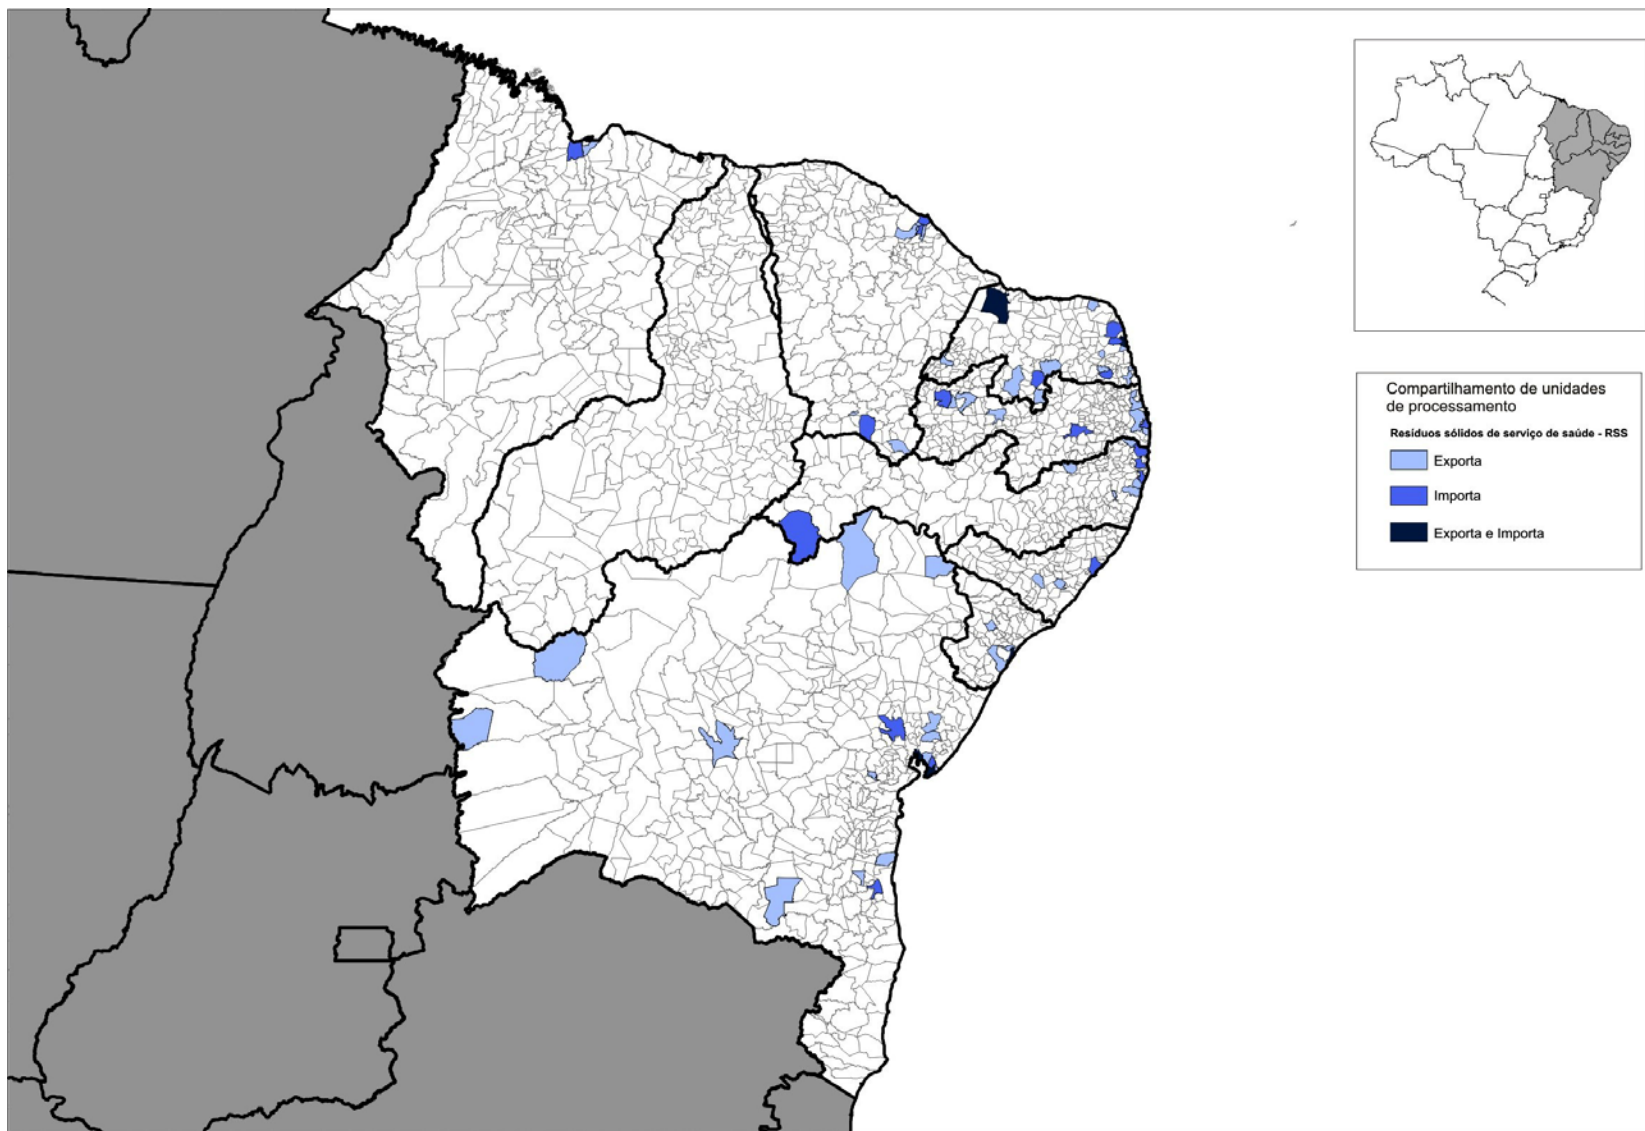 Compartilhamento de unidades
de processamento
Resíduos sólidos de serviço de saúde - RSS
Exporta
Importa
Exporta e Importa